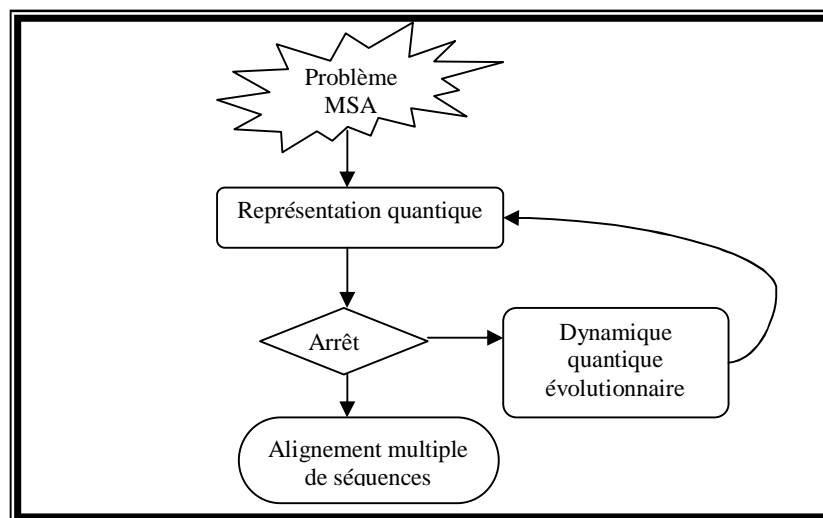 Problème
MSA
Représentation quantique
Arrêt
Dynamique
quantique
évolutionnaire
Alignement multiple
de séquences